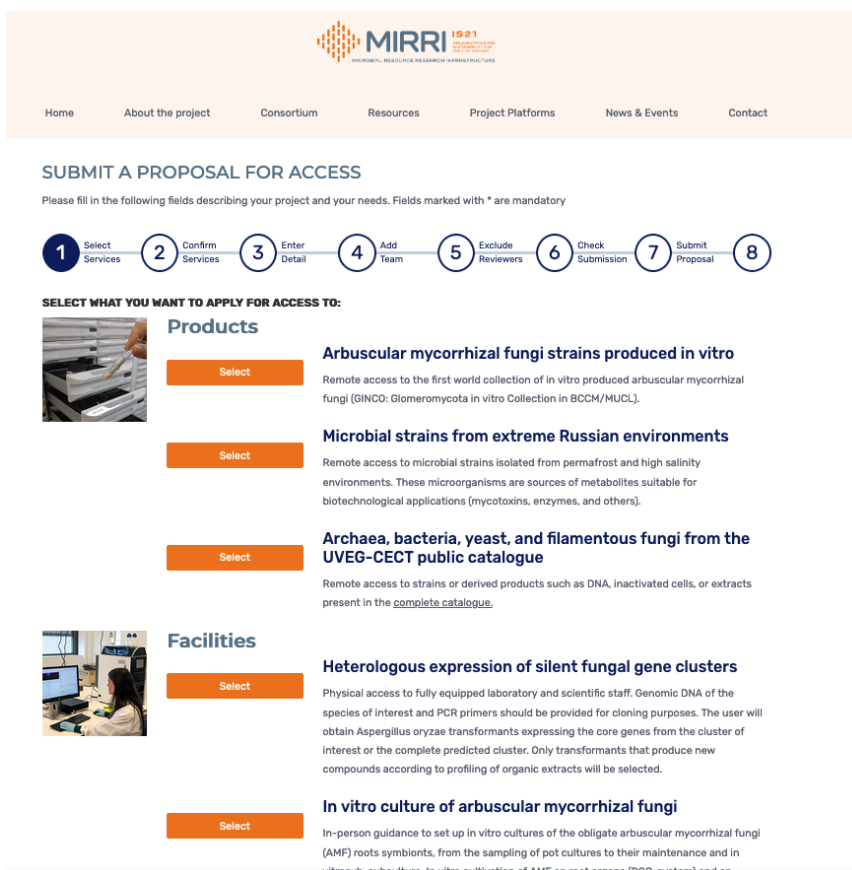 MIRRI
IS21
IMPLEMENTATION AND
SUSTAINABILITY FOR
THE 21ST CENTURY
MICROBIAL RESOURCE RESEARCH INFRASTRUCTURE
Home About the project Consortium Resources Project Platforms News & Events Contact
SUBMIT A PROPOSAL FOR ACCESS
Please fill in the following fields describing your project and your needs. Fields marked with * are mandatory
1 Select Services 2 Confirm Services 3 Enter Detail 4 Add Team 5 Exclude Reviewers 6 Check Submission 7 Submit Proposal 8
SELECT WHAT YOU WANT TO APPLY FOR ACCESS TO:
Products
Select
Arbuscular mycorrhizal fungi strains produced in vitro
Remote access to the first world collection of in vitro produced arbuscular mycorrhizal
fungi (GINCO: Glomeromycota in vitro Collection in BCCM/MUCL).
Select
Microbial strains from extreme Russian environments
Remote access to microbial strains isolated from permafrost and high salinity
environments. These microorganisms are sources of metabolites suitable for
biotechnological applications (mycotoxins, enzymes, and others).
Select
Archaea, bacteria, yeast, and filamentous fungi from the
UVEG-CECT public catalogue
Remote access to strains or derived products such as DNA, inactivated cells, or extracts
present in the complete catalogue.
Facilities
Select
Heterologous expression of silent fungal gene clusters
Physical access to fully equipped laboratory and scientific staff. Genomic DNA of the
species of interest and PCR primers should be provided for cloning purposes. The user will
obtain Aspergillus oryzae transformants expressing the core genes from the cluster of
interest or the complete predicted cluster. Only transformants that produce new
compounds according to profiling of organic extracts will be selected.
Select
In vitro culture of arbuscular mycorrhizal fungi
In-person guidance to set up in vitro cultures of the obligate arbuscular mycorrhizal fungi
(AMF) roots symbionts, from the sampling of pot cultures to their maintenance and in